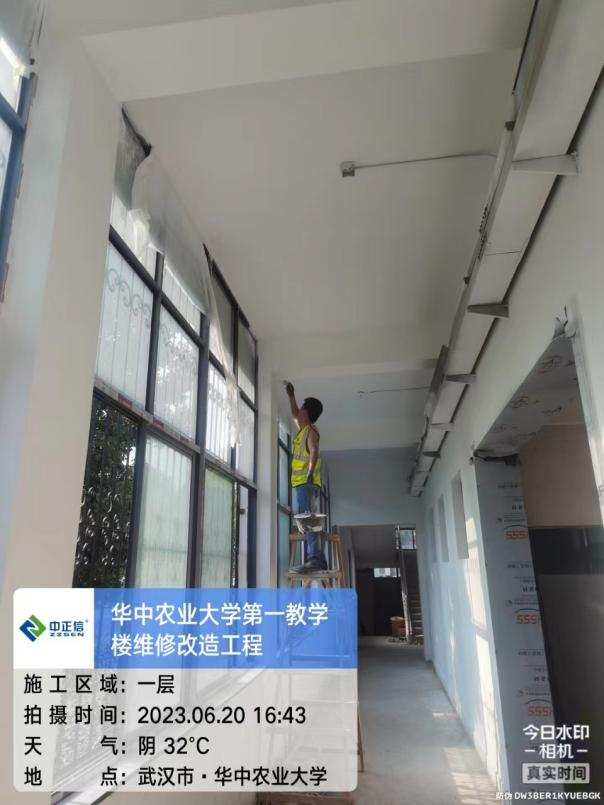 中正信
ZZSEN
华中农业大学第一教学
楼维修改造工程
施工区域：一层
拍摄时间：2023.06.20 16:43
天气：阴 32°C
地点：武汉市·华中农业大学
555
555
今日水印
-相机-
真实时间
防伪 DW3BER1KYUEBGK